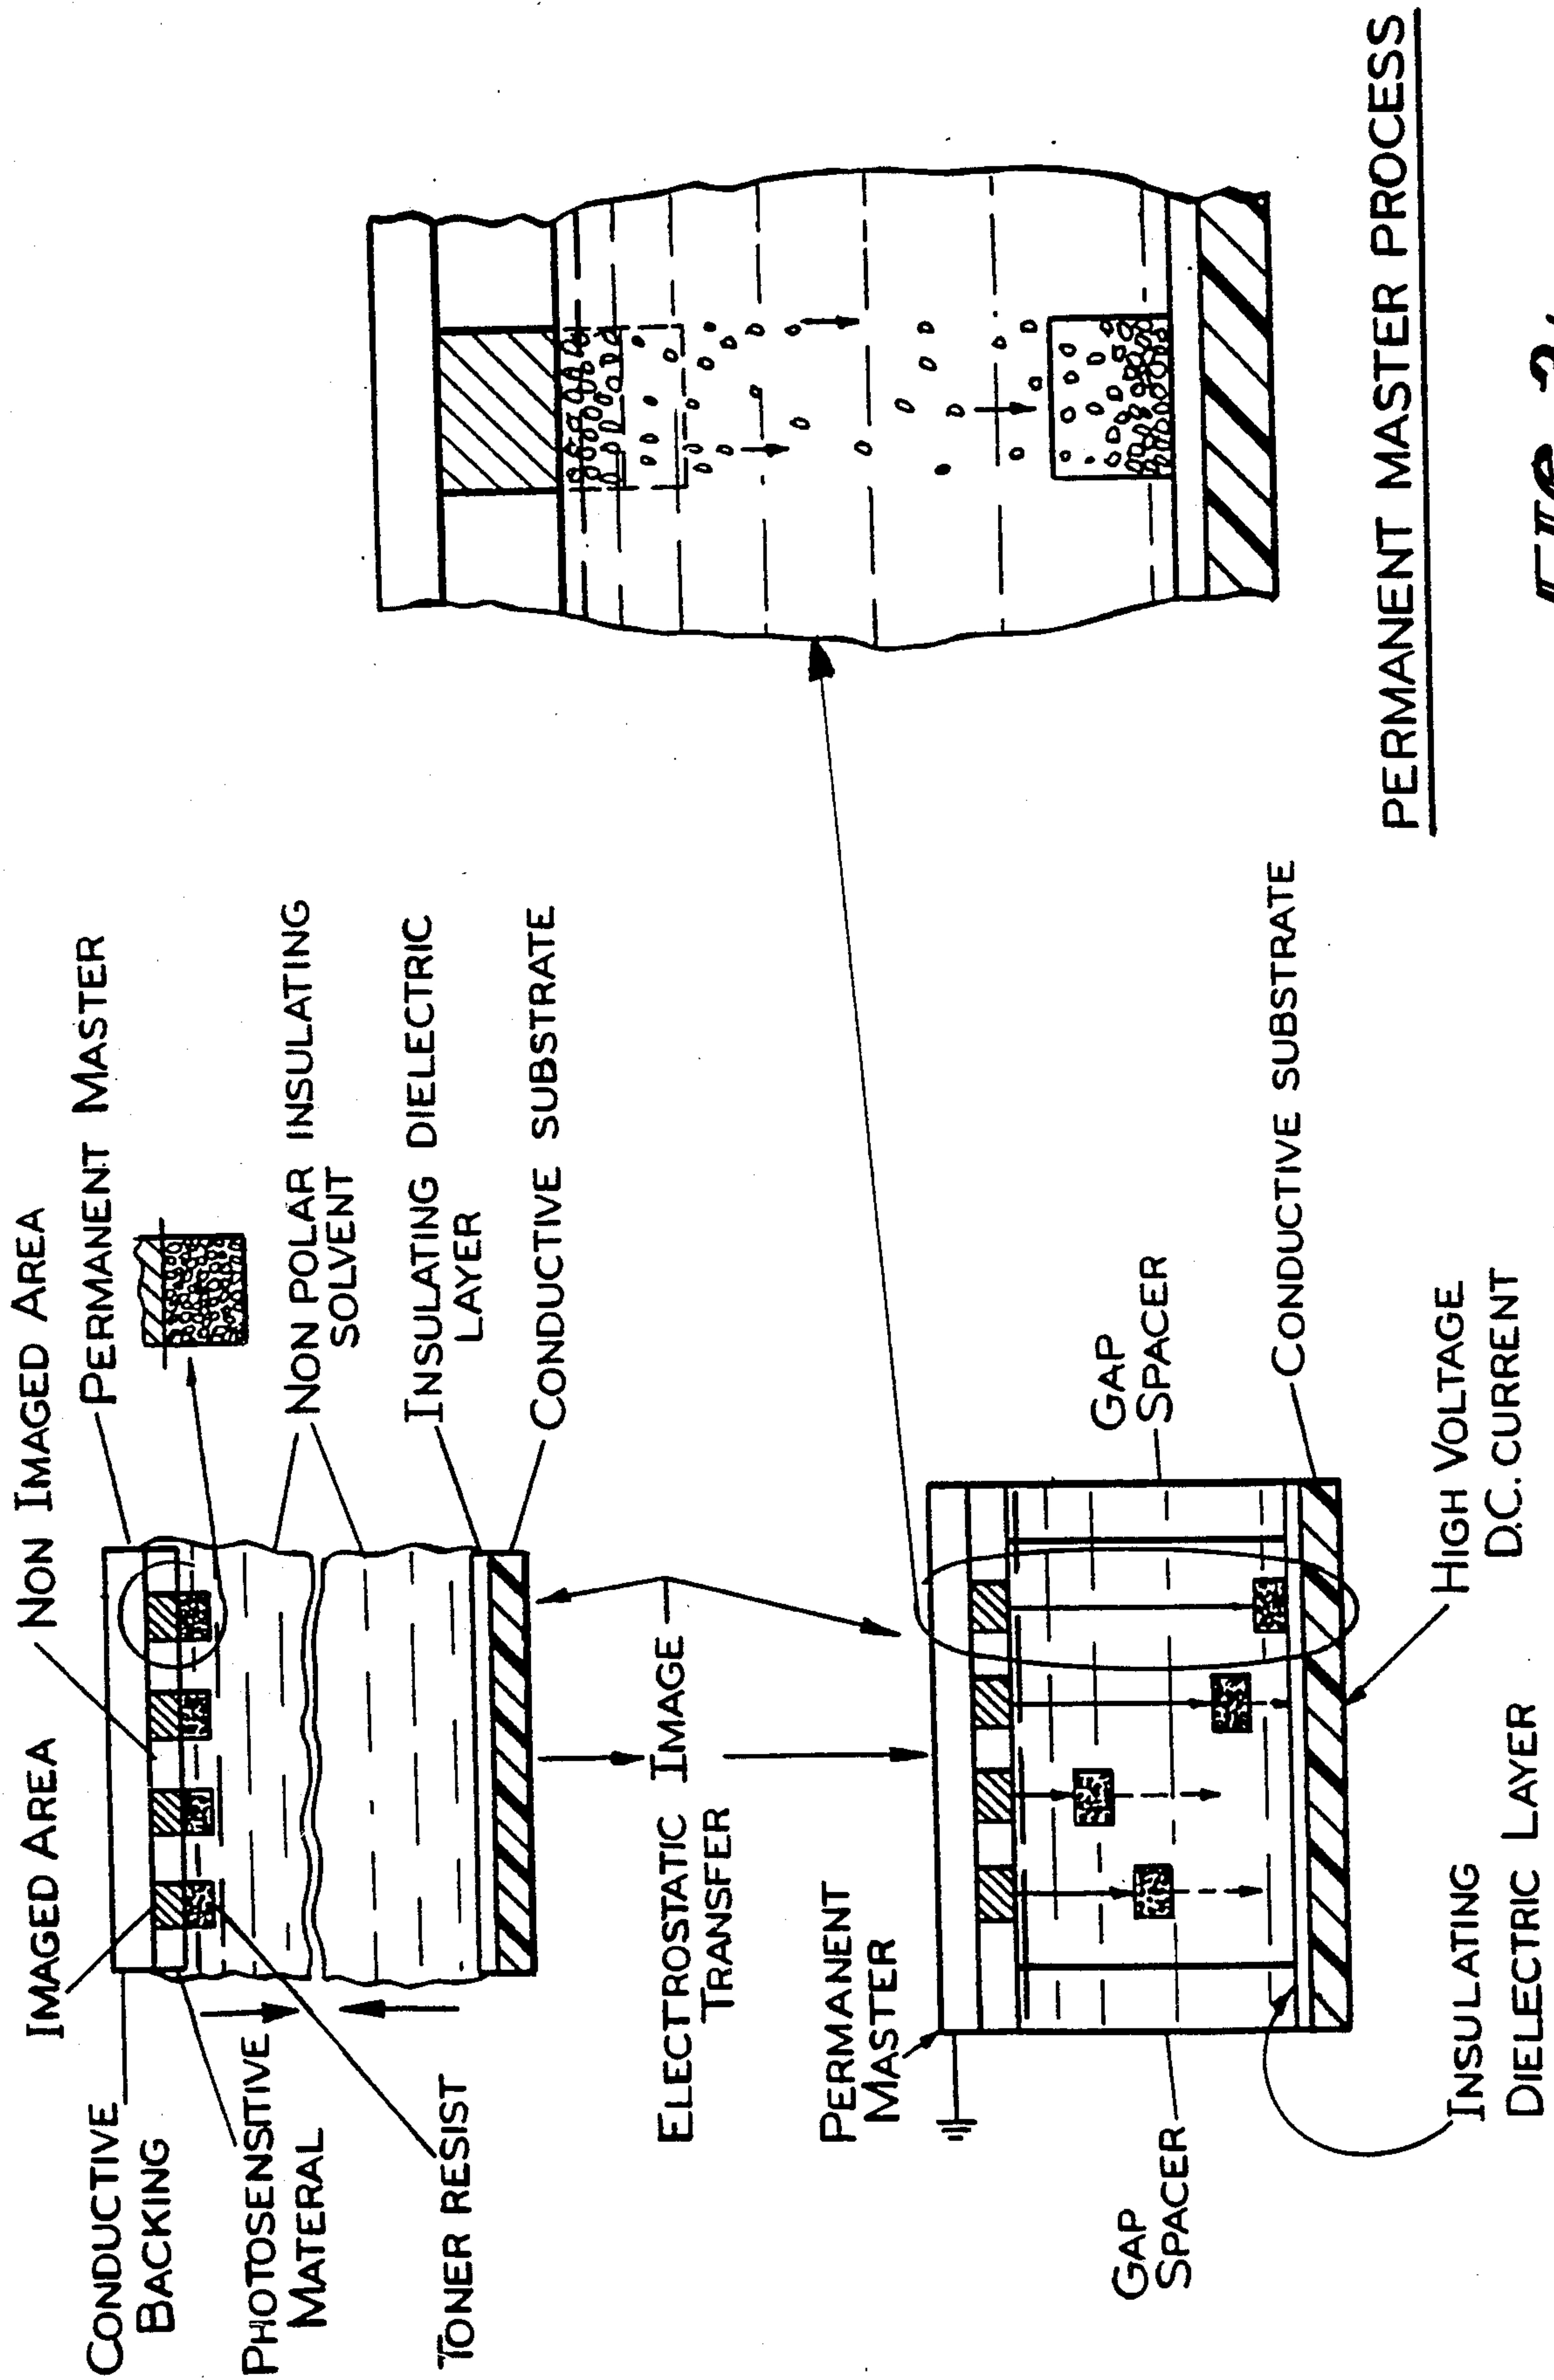 IMAGED AREA
NON IMAGED AREA
CONDUCTIVE
BACKING
PERMANENT MASTER
PHOTOSENSITIVE
MATERAL
NON POLAR INSULATING
SOLVENT
TONER RESIST
INSULATING DIELECTRIC
LAYER
CONDUCTIVE SUBSTRATE
ELECTROSTATIC IMAGE
TRANSFER
PERMANENT
MASTER
GAP
SPACER
GAP
SPACER
CONDUCTIVE SUBSTRATE
HIGH VOLTAGE
D.C. CURRENT
INSULATING
DIELECTRIC LAYER
PERMANENT MASTER PROCESS